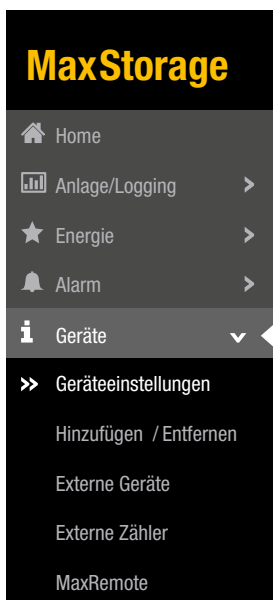 MaxStorage
Home
Anlage/Logging
Energie
Alarm
Geräte
Geräteeinstellungen
Hinzufügen / Entfernen
Externe Geräte
Externe Zähler
MaxRemote